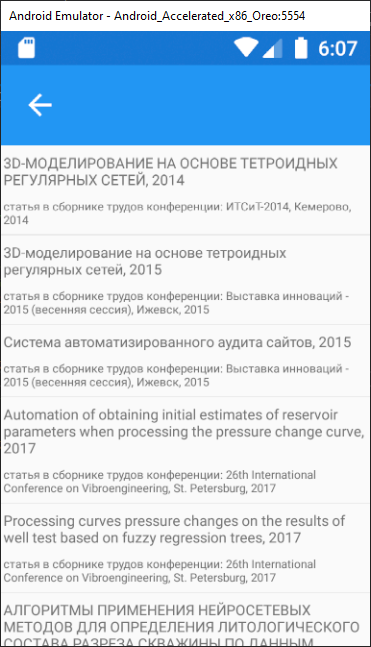 Android Emulator - Android_Accelerated_x86_Oreo:5554
6:07
3D-МОДЕЛИРОВАНИЕ НА ОСНОВЕ ТЕТРОИДНЫХ
РЕГУЛЯРНЫХ СЕТЕЙ, 2014
статья в сборнике трудов конференции: ИТСиТ-2014, Кемерово,
2014
3D-моделирование на основе тетроидных
регулярных сетей, 2015
статья в сборнике трудов конференции: Выставка инноваций -
2015 (весенняя сессия), Ижевск, 2015
Система автоматизированного аудита сайтов, 2015
статья в сборнике трудов конференции: Выставка инноваций -
2015 (весенняя сессия), Ижевск, 2015
Automation of obtaining initial estimates of reservoir
parameters when processing the pressure change curve,
2017
статья в сборнике трудов конференции: 26th International
Conference on Vibroengineering, St. Petersburg, 2017
Processing curves pressure changes on the results of
well test based on fuzzy regression trees, 2017
статья в сборнике трудов конференции: 26th International
Conference on Vibroengineering, St. Petersburg, 2017
АЛГОРИТМЫ ПРИМЕНЕНИЯ НЕЙРОСЕТЕВЫХ
МЕТОДОВ ДЛЯ ОПРЕДЕЛЕНИЯ ЛИТОЛОГИЧЕСКОГО
СОСТАВА РАЗРЕЗА СКВАЖИНЫ ПО ДАННЫМ